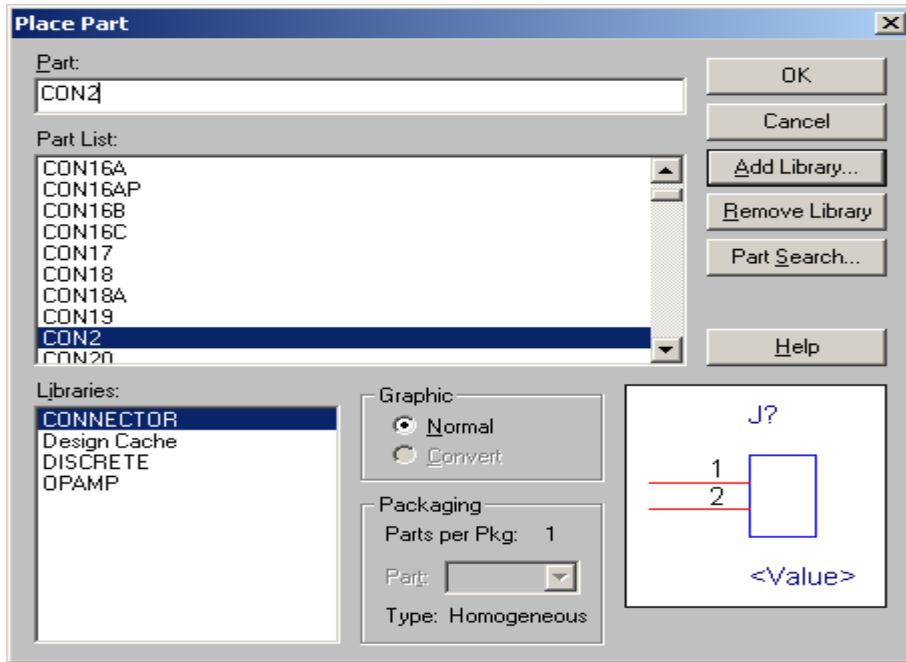 Place Part
Part:
CON2
OK
Cancel
Part List:
CON16A
CON16AP
CON16B
CON16C
CON17
CON18
CON18A
CON19
CON2
CON20
Add Library...
Remove Library
Part Search...
Help
Libraries:
CONNECTOR
Design Cache
DISCRETE
OPAMP
Graphic
Normal
Convert
Packaging
Parts per Pkg: 1
Part:
Type: Homogeneous
J?
1
2
<Value>